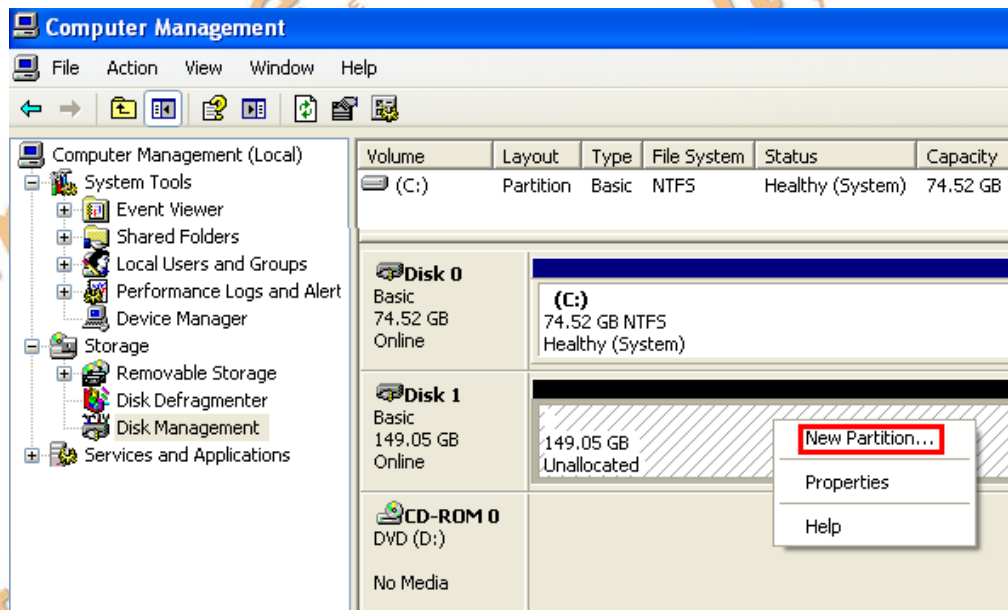 Computer Management
File Action View Window Help
Computer Management (Local)
System Tools
Event Viewer
Shared Folders
Local Users and Groups
Performance Logs and Alert
Device Manager
Storage
Removable Storage
Disk Defragmenter
Disk Management
Services and Applications
Volume Layout Type File System Status Capacity
(C:) Partition Basic NTFS Healthy (System) 74.52 GB
Disk 0
Basic
74.52 GB
Online
(C:)
74.52 GB NTFS
Healthy (System)
Disk 1
Basic
149.05 GB
Online
149.05 GB
Unallocated
New Partition...
Properties
Help
CD-ROM 0
DVD (D:)
No Media